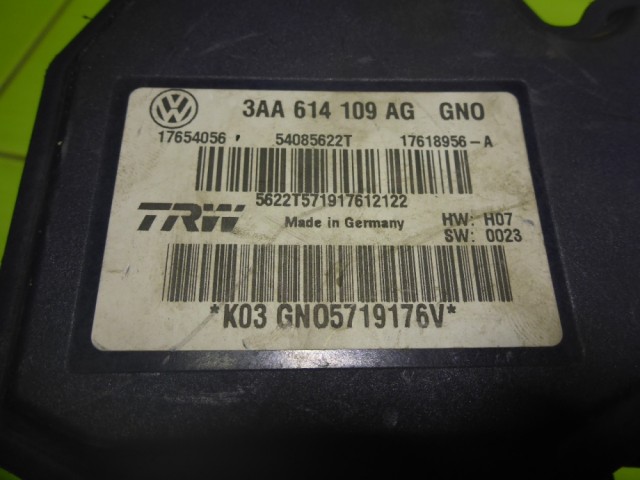 3AA 614 109 AG GNO
17654056 ' 54085622T 17618956-A
5622T571917612122
TRW Made in Germany HW: H07
SW: 0023
*K03 GNO5719176V*